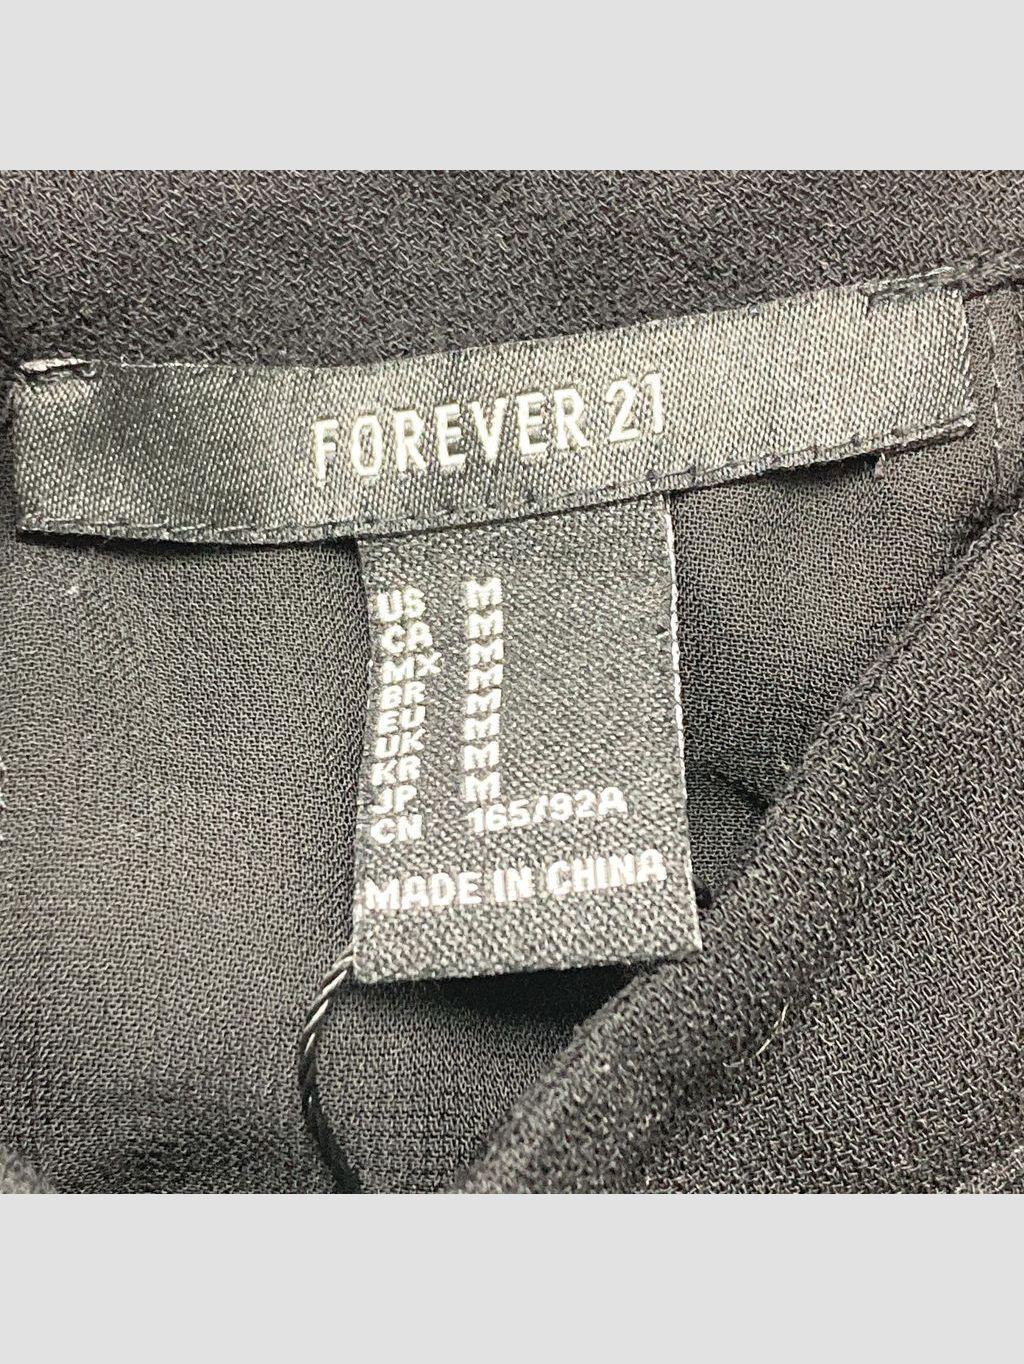 FOREVER 21
US M
CA M
MX M
BR M
EU M
UK M
KR M
JP M
CN 165/92A
MADE IN CHINA